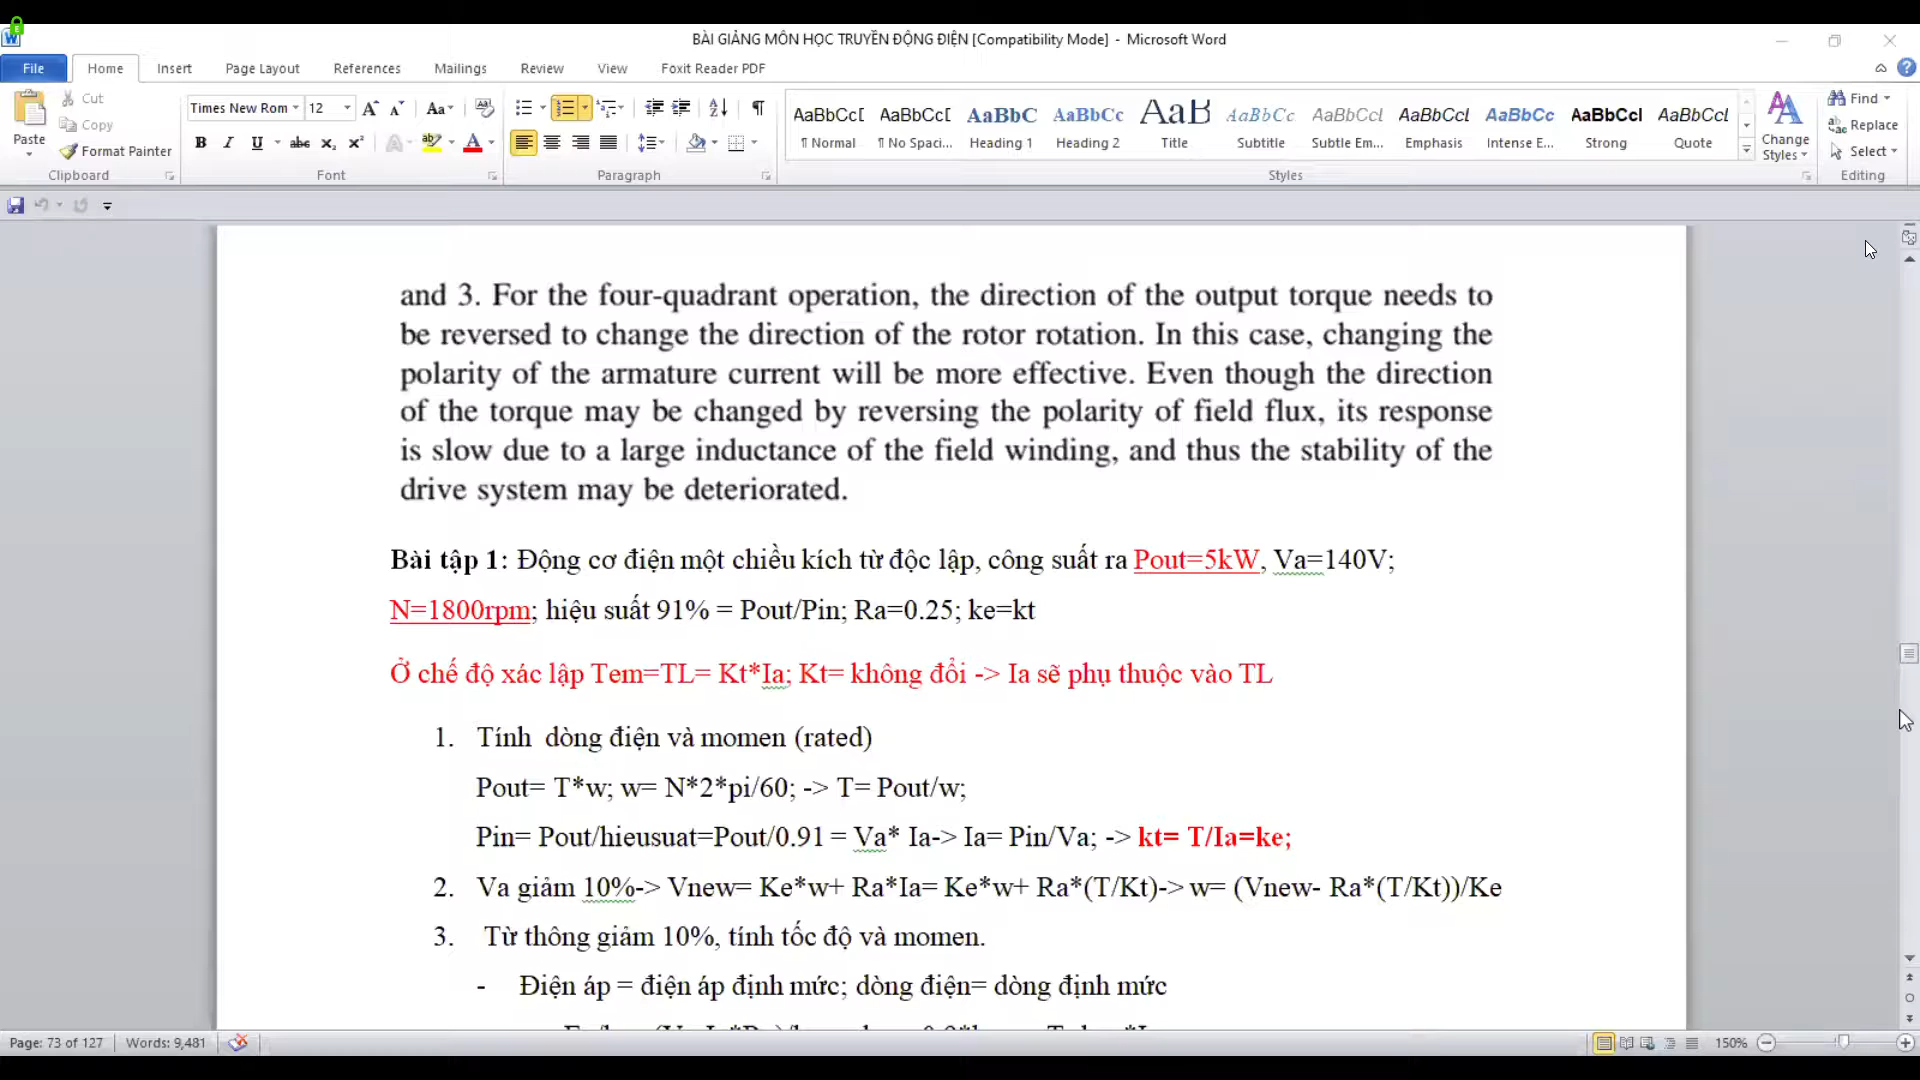 BÀI GIẢNG MÔN HỌC TRUYỀN ĐỘNG ĐIỆN [Compatibility Mode] - Microsoft Word
File Home Insert Page Layout References Mailings Review View Foxit Reader PDF
Paste
Cut
Copy
Format Painter
Clipboard
Times New Rom 12
Font
Paragraph
AaBbCcD AaBbCcD AaBbC AaBbCc AaB AaBbCc AaBbCcD AaBbCcD AaBbCc AaBbCcI AaBbCcD
¶ Normal ¶ No Spaci... Heading 1 Heading 2 Title Subtitle Subtle Em... Emphasis Intense E... Strong Quote
Styles
Change Styles
Find
Replace
Select
Editing
and 3. For the four-quadrant operation, the direction of the output torque needs to
be reversed to change the direction of the rotor rotation. In this case, changing the
polarity of the armature current will be more effective. Even though the direction
of the torque may be changed by reversing the polarity of field flux, its response
is slow due to a large inductance of the field winding, and thus the stability of the
drive system may be deteriorated.
Bài tập 1: Động cơ điện một chiều kích từ độc lập, công suất ra Pout=5kW, Va=140V;
N=1800rpm; hiệu suất 91% = Pout/Pin; Ra=0.25; ke=kt
Ở chế độ xác lập Tem=TL= Kt*Ia; Kt= không đổi -> Ia sẽ phụ thuộc vào TL
1. Tính dòng điện và momen (rated)
Pout= T*w; w= N*2*pi/60; -> T= Pout/w;
Pin= Pout/hieusuat=Pout/0.91 = Va* Ia-> Ia= Pin/Va; -> kt= T/Ia=ke;
2. Va giảm 10%-> Vnew= Ke*w+ Ra*Ia= Ke*w+ Ra*(T/Kt)-> w= (Vnew- Ra*(T/Kt))/Ke
3. Từ thông giảm 10%, tính tốc độ và momen.
- Điện áp = điện áp định mức; dòng điện= dòng định mức
Page: 73 of 127 Words: 9,481 150%